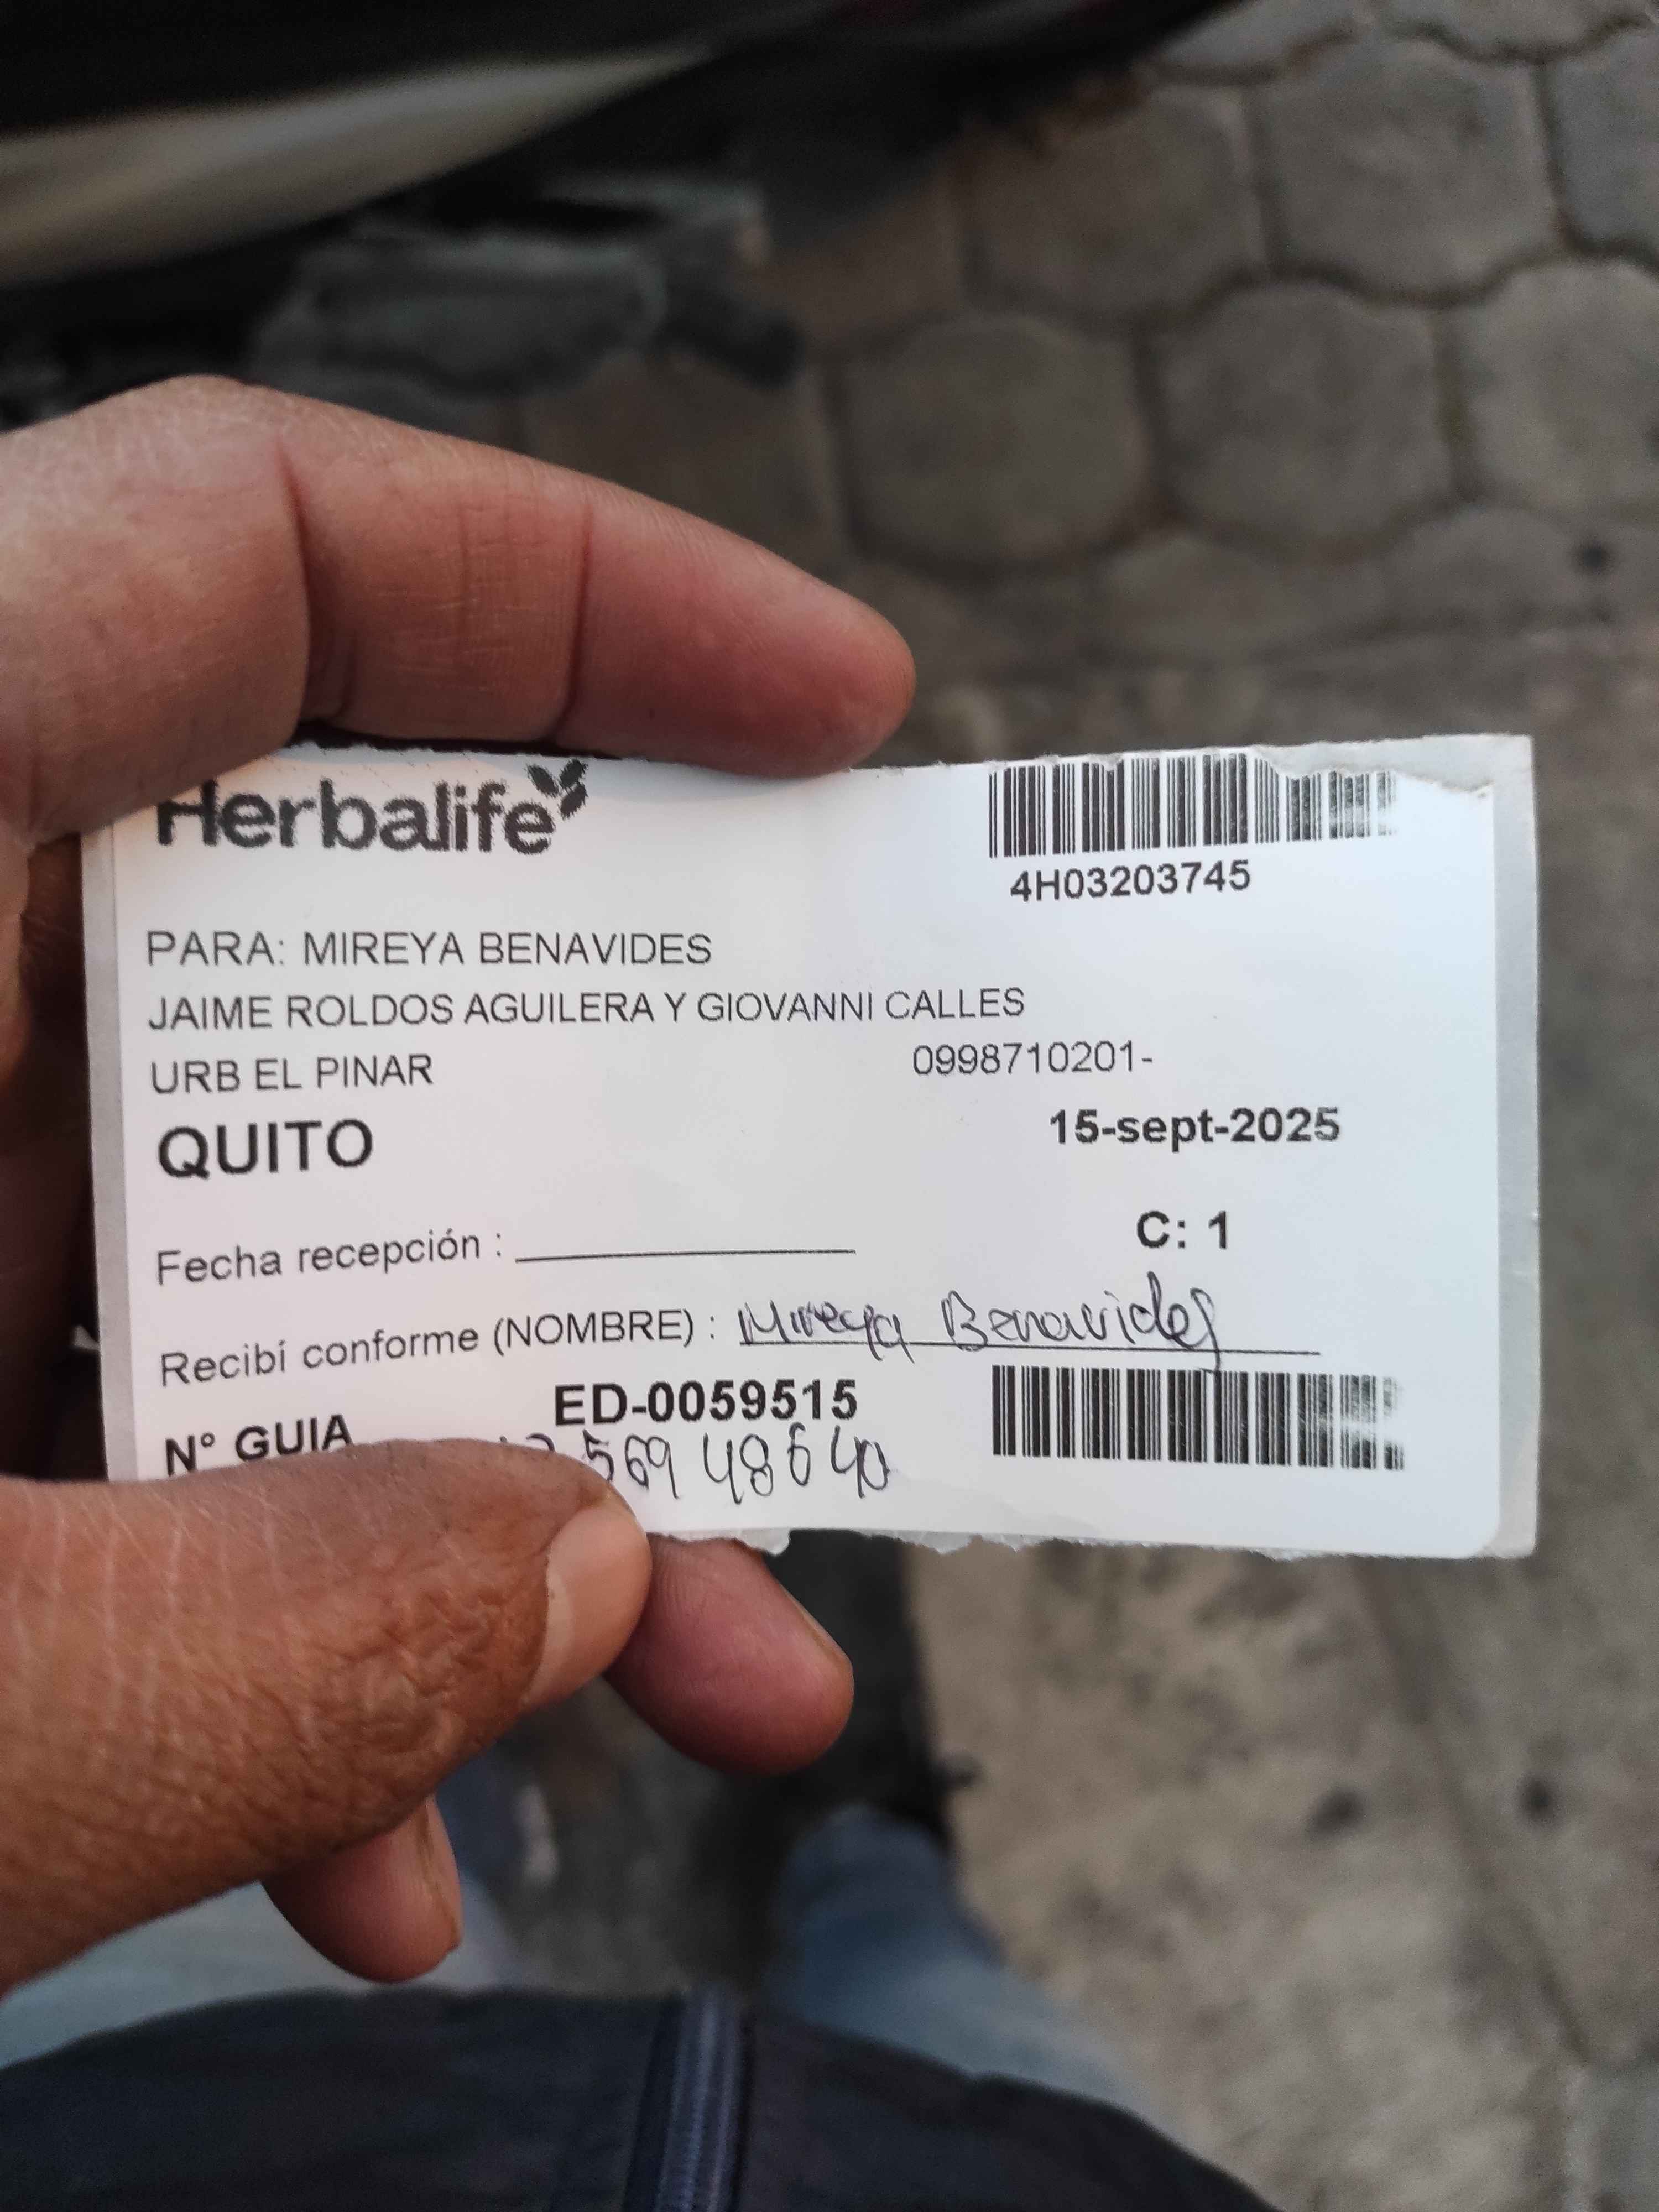 Herbalife
4H03203745
PARA: MIREYA BENAVIDES
JAIME ROLDOS AGUILERA Y GIOVANNI CALLES
URB EL PINAR 0998710201-
QUITO 15-sept-2025
C: 1
Fecha recepción :
Recibí conforme (NOMBRE) : Mireya Benavides
N° GUIA ED-0059515